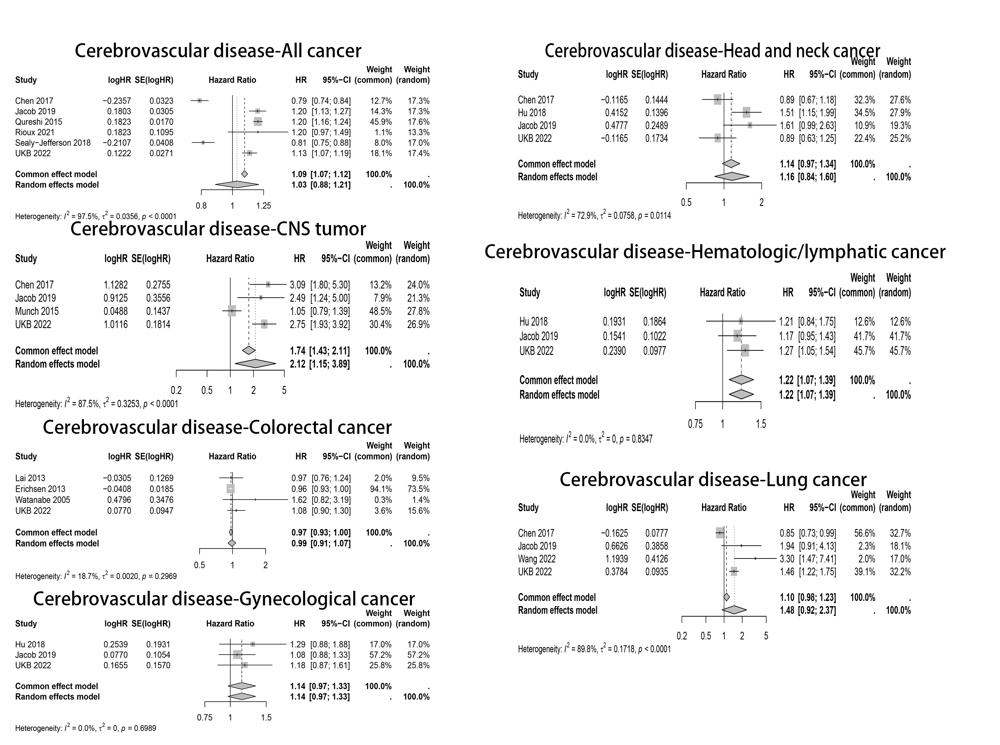 Cerebrovascular disease-All cancer
Weight Weight
Study logHR SE(logHR) Hazard Ratio HR 95%−CI (common) (random)
Chen 2017 −0.2357 0.0323 0.79 [0.74; 0.84] 12.7% 17.3%
Jacob 2019 0.1803 0.0305 1.20 [1.13; 1.27] 14.3% 17.3%
Qureshi 2015 0.1823 0.0170 1.20 [1.16; 1.24] 45.9% 17.6%
Rioux 2021 0.1823 0.1095 1.20 [0.97; 1.49] 1.1% 13.3%
Sealy−Jefferson 2018 −0.2107 0.0408 0.81 [0.75; 0.88] 8.0% 17.0%
UKB 2022 0.1222 0.0271 1.13 [1.07; 1.19] 18.1% 17.4%
Common effect model 1.09 [1.07; 1.12] 100.0% .
Random effects model 1.03 [0.88; 1.21] . 100.0%
0.8 1 1.25
Heterogeneity: I² = 97.5%, τ² = 0.0356, p < 0.0001
Cerebrovascular disease-CNS tumor
Weight Weight
Study logHR SE(logHR) Hazard Ratio HR 95%−CI (common) (random)
Chen 2017 1.1282 0.2755 3.09 [1.80; 5.30] 13.2% 24.0%
Jacob 2019 0.9125 0.3556 2.49 [1.24; 5.00] 7.9% 21.3%
Munch 2015 0.0488 0.1437 1.05 [0.79; 1.39] 48.5% 27.8%
UKB 2022 1.0116 0.1814 2.75 [1.93; 3.92] 30.4% 26.9%
Common effect model 1.74 [1.43; 2.11] 100.0% .
Random effects model 2.12 [1.15; 3.89] . 100.0%
0.2 0.5 1 2 5
Heterogeneity: I² = 87.5%, τ² = 0.3253, p < 0.0001
Cerebrovascular disease-Colorectal cancer
Weight Weight
Study logHR SE(logHR) Hazard Ratio HR 95%−CI (common) (random)
Lai 2013 −0.0305 0.1269 0.97 [0.76; 1.24] 2.0% 9.5%
Erichsen 2013 −0.0408 0.0185 0.96 [0.93; 1.00] 94.1% 73.5%
Watanabe 2005 0.4796 0.3476 1.62 [0.82; 3.19] 0.3% 1.4%
UKB 2022 0.0770 0.0947 1.08 [0.90; 1.30] 3.6% 15.6%
Common effect model 0.97 [0.93; 1.00] 100.0% .
Random effects model 0.99 [0.91; 1.07] . 100.0%
0.5 1 2
Heterogeneity: I² = 18.7%, τ² = 0.0020, p = 0.2969
Cerebrovascular disease-Gynecological cancer
Weight Weight
Study logHR SE(logHR) Hazard Ratio HR 95%−CI (common) (random)
Hu 2018 0.2539 0.1931 1.29 [0.88; 1.88] 17.0% 17.0%
Jacob 2019 0.0770 0.1054 1.08 [0.88; 1.33] 57.2% 57.2%
UKB 2022 0.1655 0.1570 1.18 [0.87; 1.61] 25.8% 25.8%
Common effect model 1.14 [0.97; 1.33] 100.0% .
Random effects model 1.14 [0.97; 1.33] . 100.0%
0.75 1 1.5
Heterogeneity: I² = 0.0%, τ² = 0, p = 0.6989
Cerebrovascular disease-Head and neck cancer
Weight Weight
Study logHR SE(logHR) Hazard Ratio HR 95%−CI (common) (random)
Chen 2017 −0.1165 0.1444 0.89 [0.67; 1.18] 32.3% 27.6%
Hu 2018 0.4152 0.1396 1.51 [1.15; 1.99] 34.5% 27.9%
Jacob 2019 0.4777 0.2489 1.61 [0.99; 2.63] 10.9% 19.3%
UKB 2022 −0.1165 0.1734 0.89 [0.63; 1.25] 22.4% 25.2%
Common effect model 1.14 [0.97; 1.34] 100.0% .
Random effects model 1.16 [0.84; 1.60] . 100.0%
0.5 1 2
Heterogeneity: I² = 72.9%, τ² = 0.0758, p = 0.0114
Cerebrovascular disease-Hematologic/lymphatic cancer
Weight Weight
Study logHR SE(logHR) Hazard Ratio HR 95%−CI (common) (random)
Hu 2018 0.1931 0.1864 1.21 [0.84; 1.75] 12.6% 12.6%
Jacob 2019 0.1541 0.1022 1.17 [0.95; 1.43] 41.7% 41.7%
UKB 2022 0.2390 0.0977 1.27 [1.05; 1.54] 45.7% 45.7%
Common effect model 1.22 [1.07; 1.39] 100.0% .
Random effects model 1.22 [1.07; 1.39] . 100.0%
0.75 1 1.5
Heterogeneity: I² = 0.0%, τ² = 0, p = 0.8347
Cerebrovascular disease-Lung cancer
Weight Weight
Study logHR SE(logHR) Hazard Ratio HR 95%−CI (common) (random)
Chen 2017 −0.1625 0.0777 0.85 [0.73; 0.99] 56.6% 32.7%
Jacob 2019 0.6626 0.3858 1.94 [0.91; 4.13] 2.3% 18.1%
Wang 2022 1.1939 0.4126 3.30 [1.47; 7.41] 2.0% 17.0%
UKB 2022 0.3784 0.0935 1.46 [1.22; 1.75] 39.1% 32.2%
Common effect model 1.10 [0.98; 1.23] 100.0% .
Random effects model 1.48 [0.92; 2.37] . 100.0%
0.2 0.5 1 2 5
Heterogeneity: I² = 89.8%, τ² = 0.1718, p < 0.0001